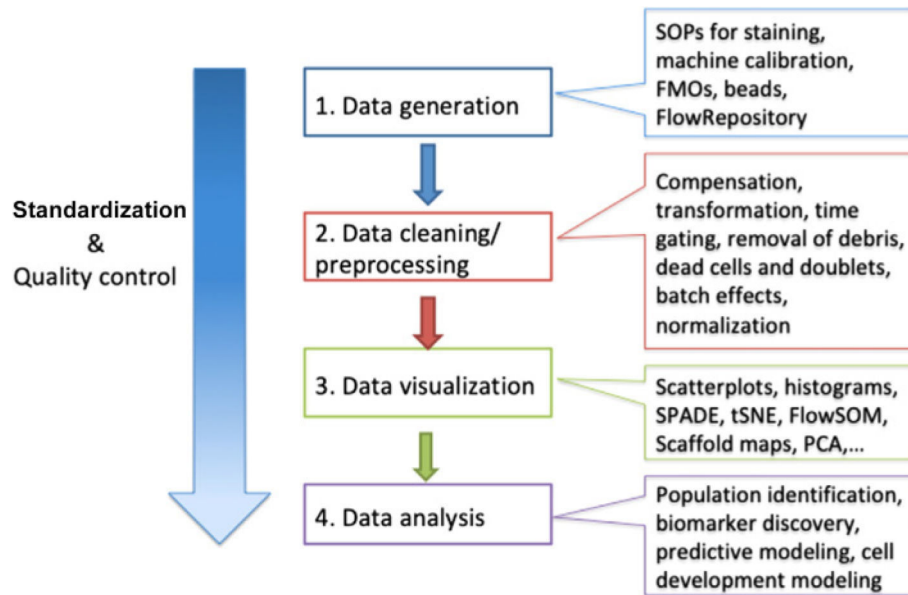 Standardization
&
Quality control
1. Data generation
SOPs for staining,
machine calibration,
FMOs, beads,
FlowRepository
2. Data cleaning/
preprocessing
Compensation,
transformation, time
gating, removal of debris,
dead cells and doublets,
batch effects,
normalization
3. Data visualization
Scatterplots, histograms,
SPADE, tSNE, FlowSOM,
Scaffold maps, PCA,...
4. Data analysis
Population identification,
biomarker discovery,
predictive modeling, cell
development modeling